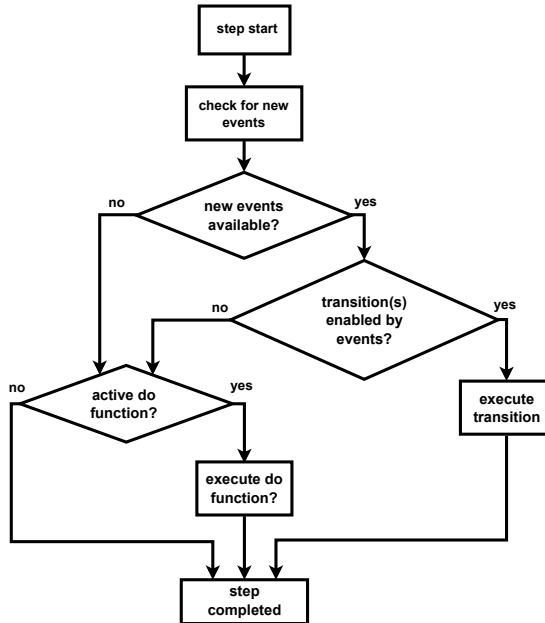 step start
check for new
events
no
yes
new events
available?
no
transition(s)
enabled by
events?
yes
no
active do
function?
yes
execute
transition
execute do
function?
step
completed